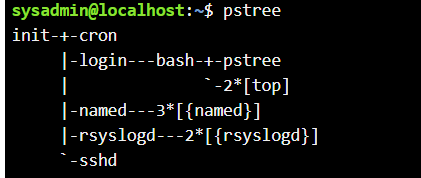 sysadmin@localhost:~$ pstree
init-+-cron
     |-login---bash-+-pstree
     |              `-2*[top]
     |-named---3*[{named}]
     |-rsyslogd---2*[{rsyslogd}]
     `-sshd